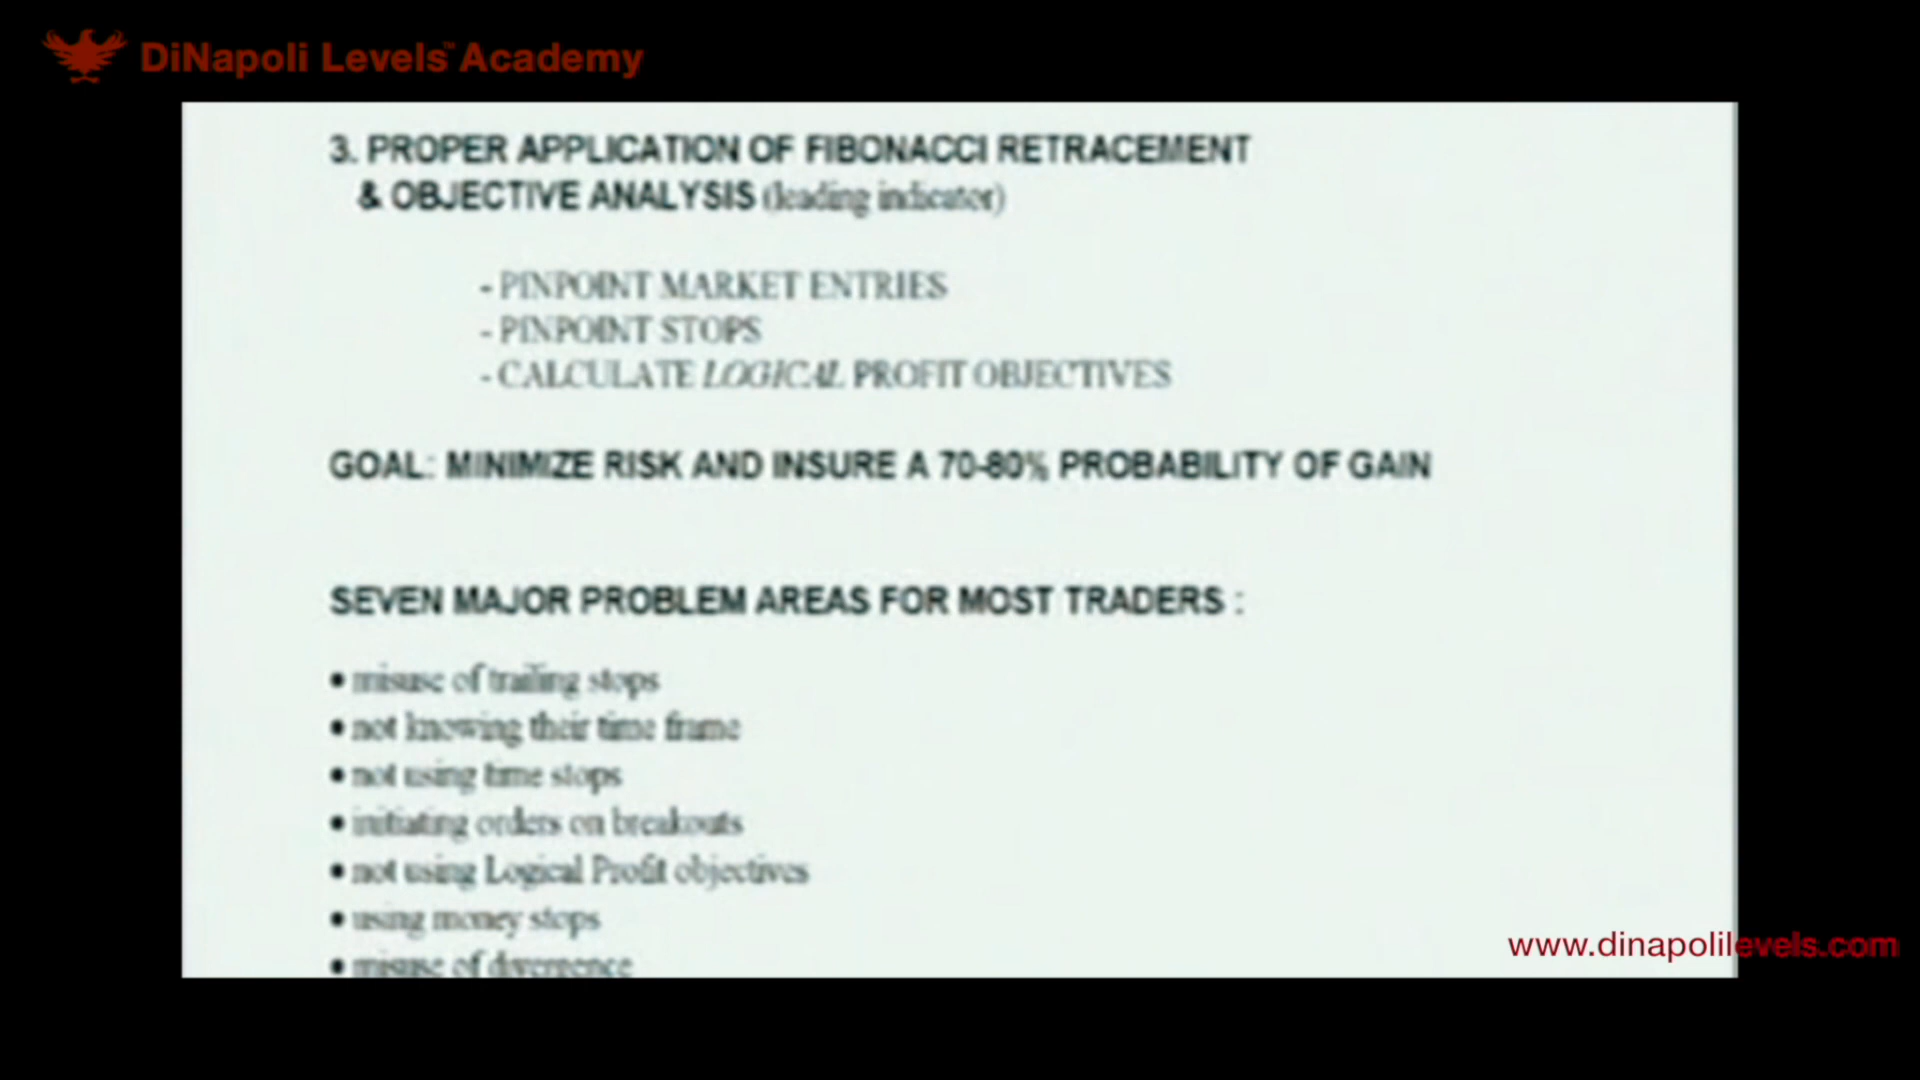 DiNapoli Levels™ Academy
3. PROPER APPLICATION OF FIBONACCI RETRACEMENT
& OBJECTIVE ANALYSIS (leading indicator)
- PINPOINT MARKET ENTRIES
- PINPOINT STOPS
- CALCULATE LOGICAL PROFIT OBJECTIVES
GOAL: MINIMIZE RISK AND INSURE A 70-80% PROBABILITY OF GAIN
SEVEN MAJOR PROBLEM AREAS FOR MOST TRADERS :
• misuse of trailing stops
• not knowing their time frame
• not using time stops
• initiating orders on breakouts
• not using Logical Profit objectives
• using money stops
• misuse of divergence
www.dinapolilevels.com